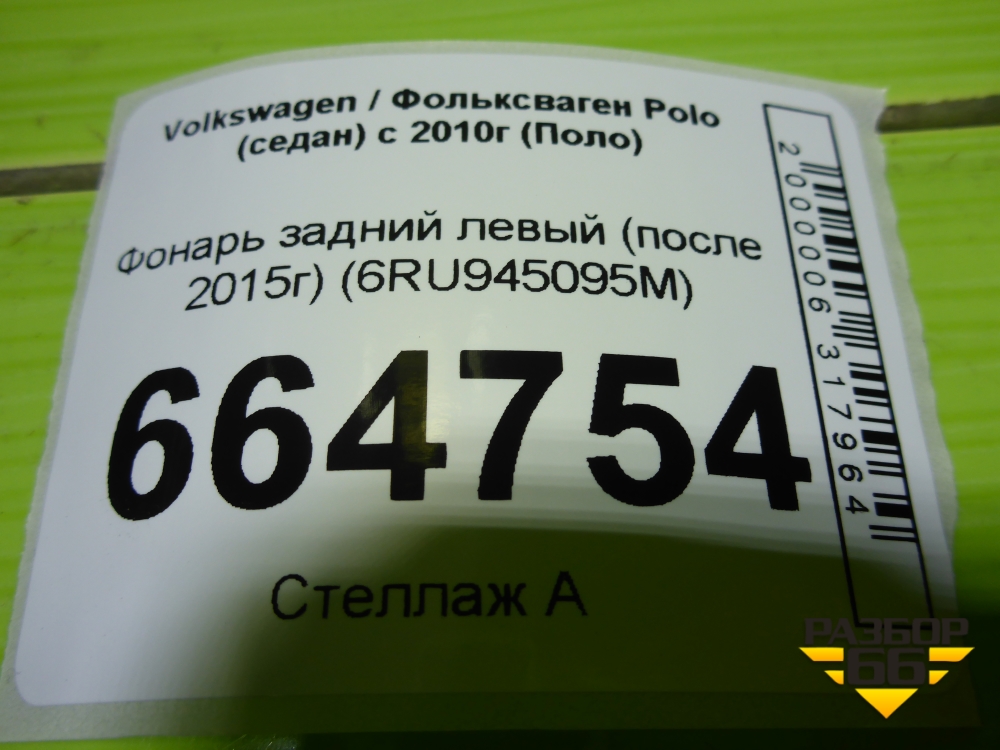 Volkswagen / Фольксваген Polo
(седан) с 2010г (Поло)
Фонарь задний левый (после
2015г) (6RU945095M)
664754
Стеллаж А
2000006317964
РАЗБОР
66